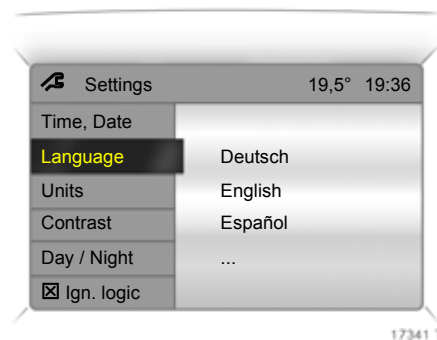 Settings 19,5° 19:36
Time, Date
Language Deutsch
Units English
Contrast Español
Day / Night ...
Ign. logic
17341